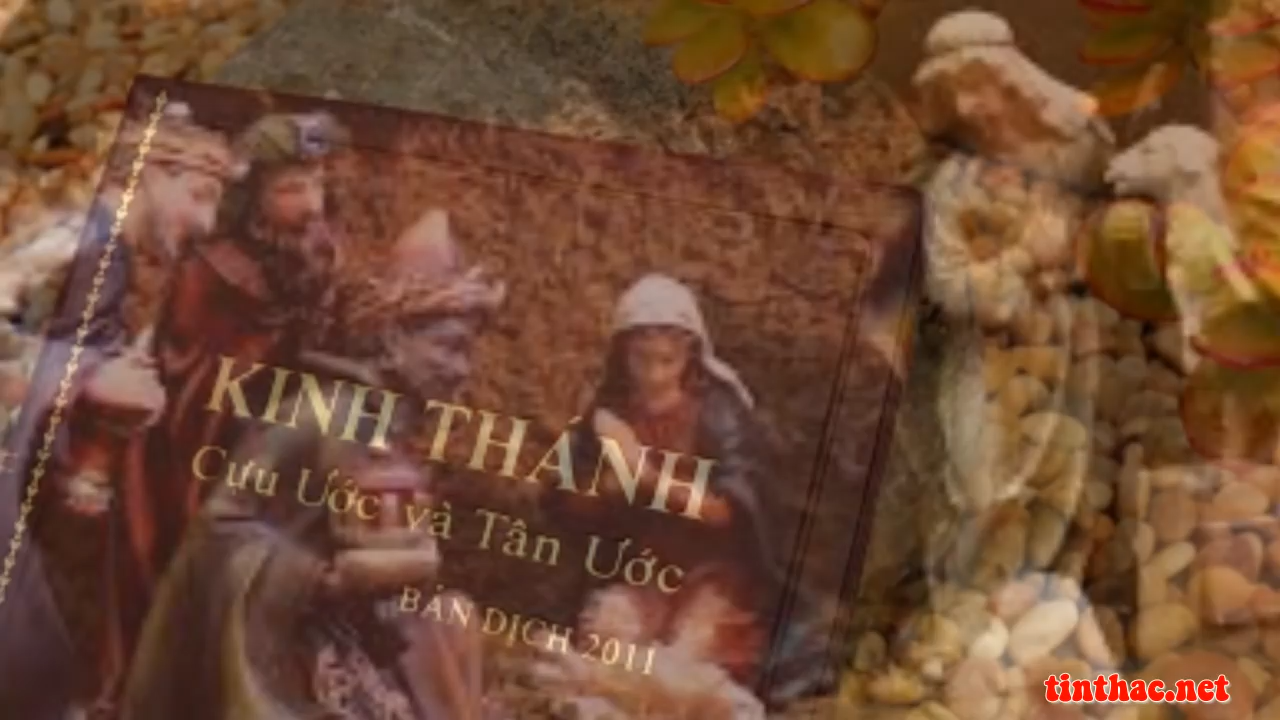 KINH THÁNH
Cựu Ước và Tân Ước
BẢN DỊCH 2011
tinthac.net